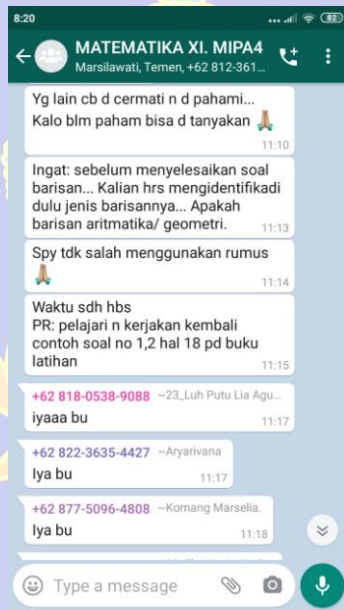 8:20
82
MATEMATIKA XI. MIPA4
Marsilawati, Temen, +62 812-361...
Yg lain cb d cermati n d pahami...
Kalo blm paham bisa d tanyakan 🙏
11:10
Ingat: sebelum menyelesaikan soal
barisan... Kalian hrs mengidentifikadi
dulu jenis barisannya... Apakah
barisan aritmatika/ geometri.
11:13
Spy tdk salah menggunakan rumus
🙏
11:14
Waktu sdh hbs
PR: pelajari n kerjakan kembali
contoh soal no 1,2 hal 18 pd buku
latihan
11:15
+62 818-0538-9088 ~23_Luh Putu Lia Agu...
iyaaa bu
11:17
+62 822-3635-4427 ~Aryarivana
Iya bu
11:17
+62 877-5096-4808 ~Komang Marselia.
Iya bu
11:18
Type a message